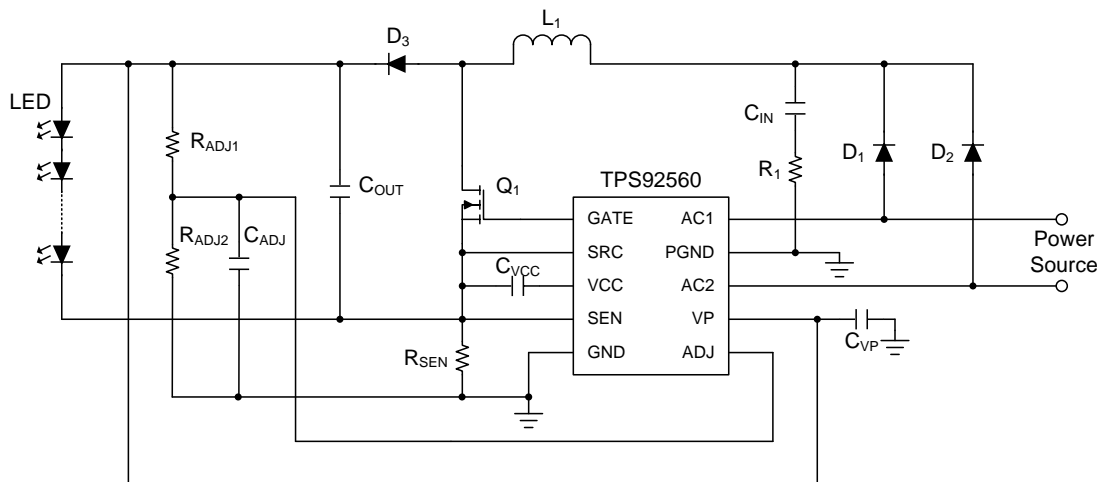 L1
D3
LED
CIN
RADJ1
D1
D2
R1
TPS92560
Q1
COUT
GATE
AC1
RADJ2
CADJ
SRC
PGND
Power
Source
CVCC
VCC
AC2
SEN
VP
RSEN
GND
ADJ
CVP